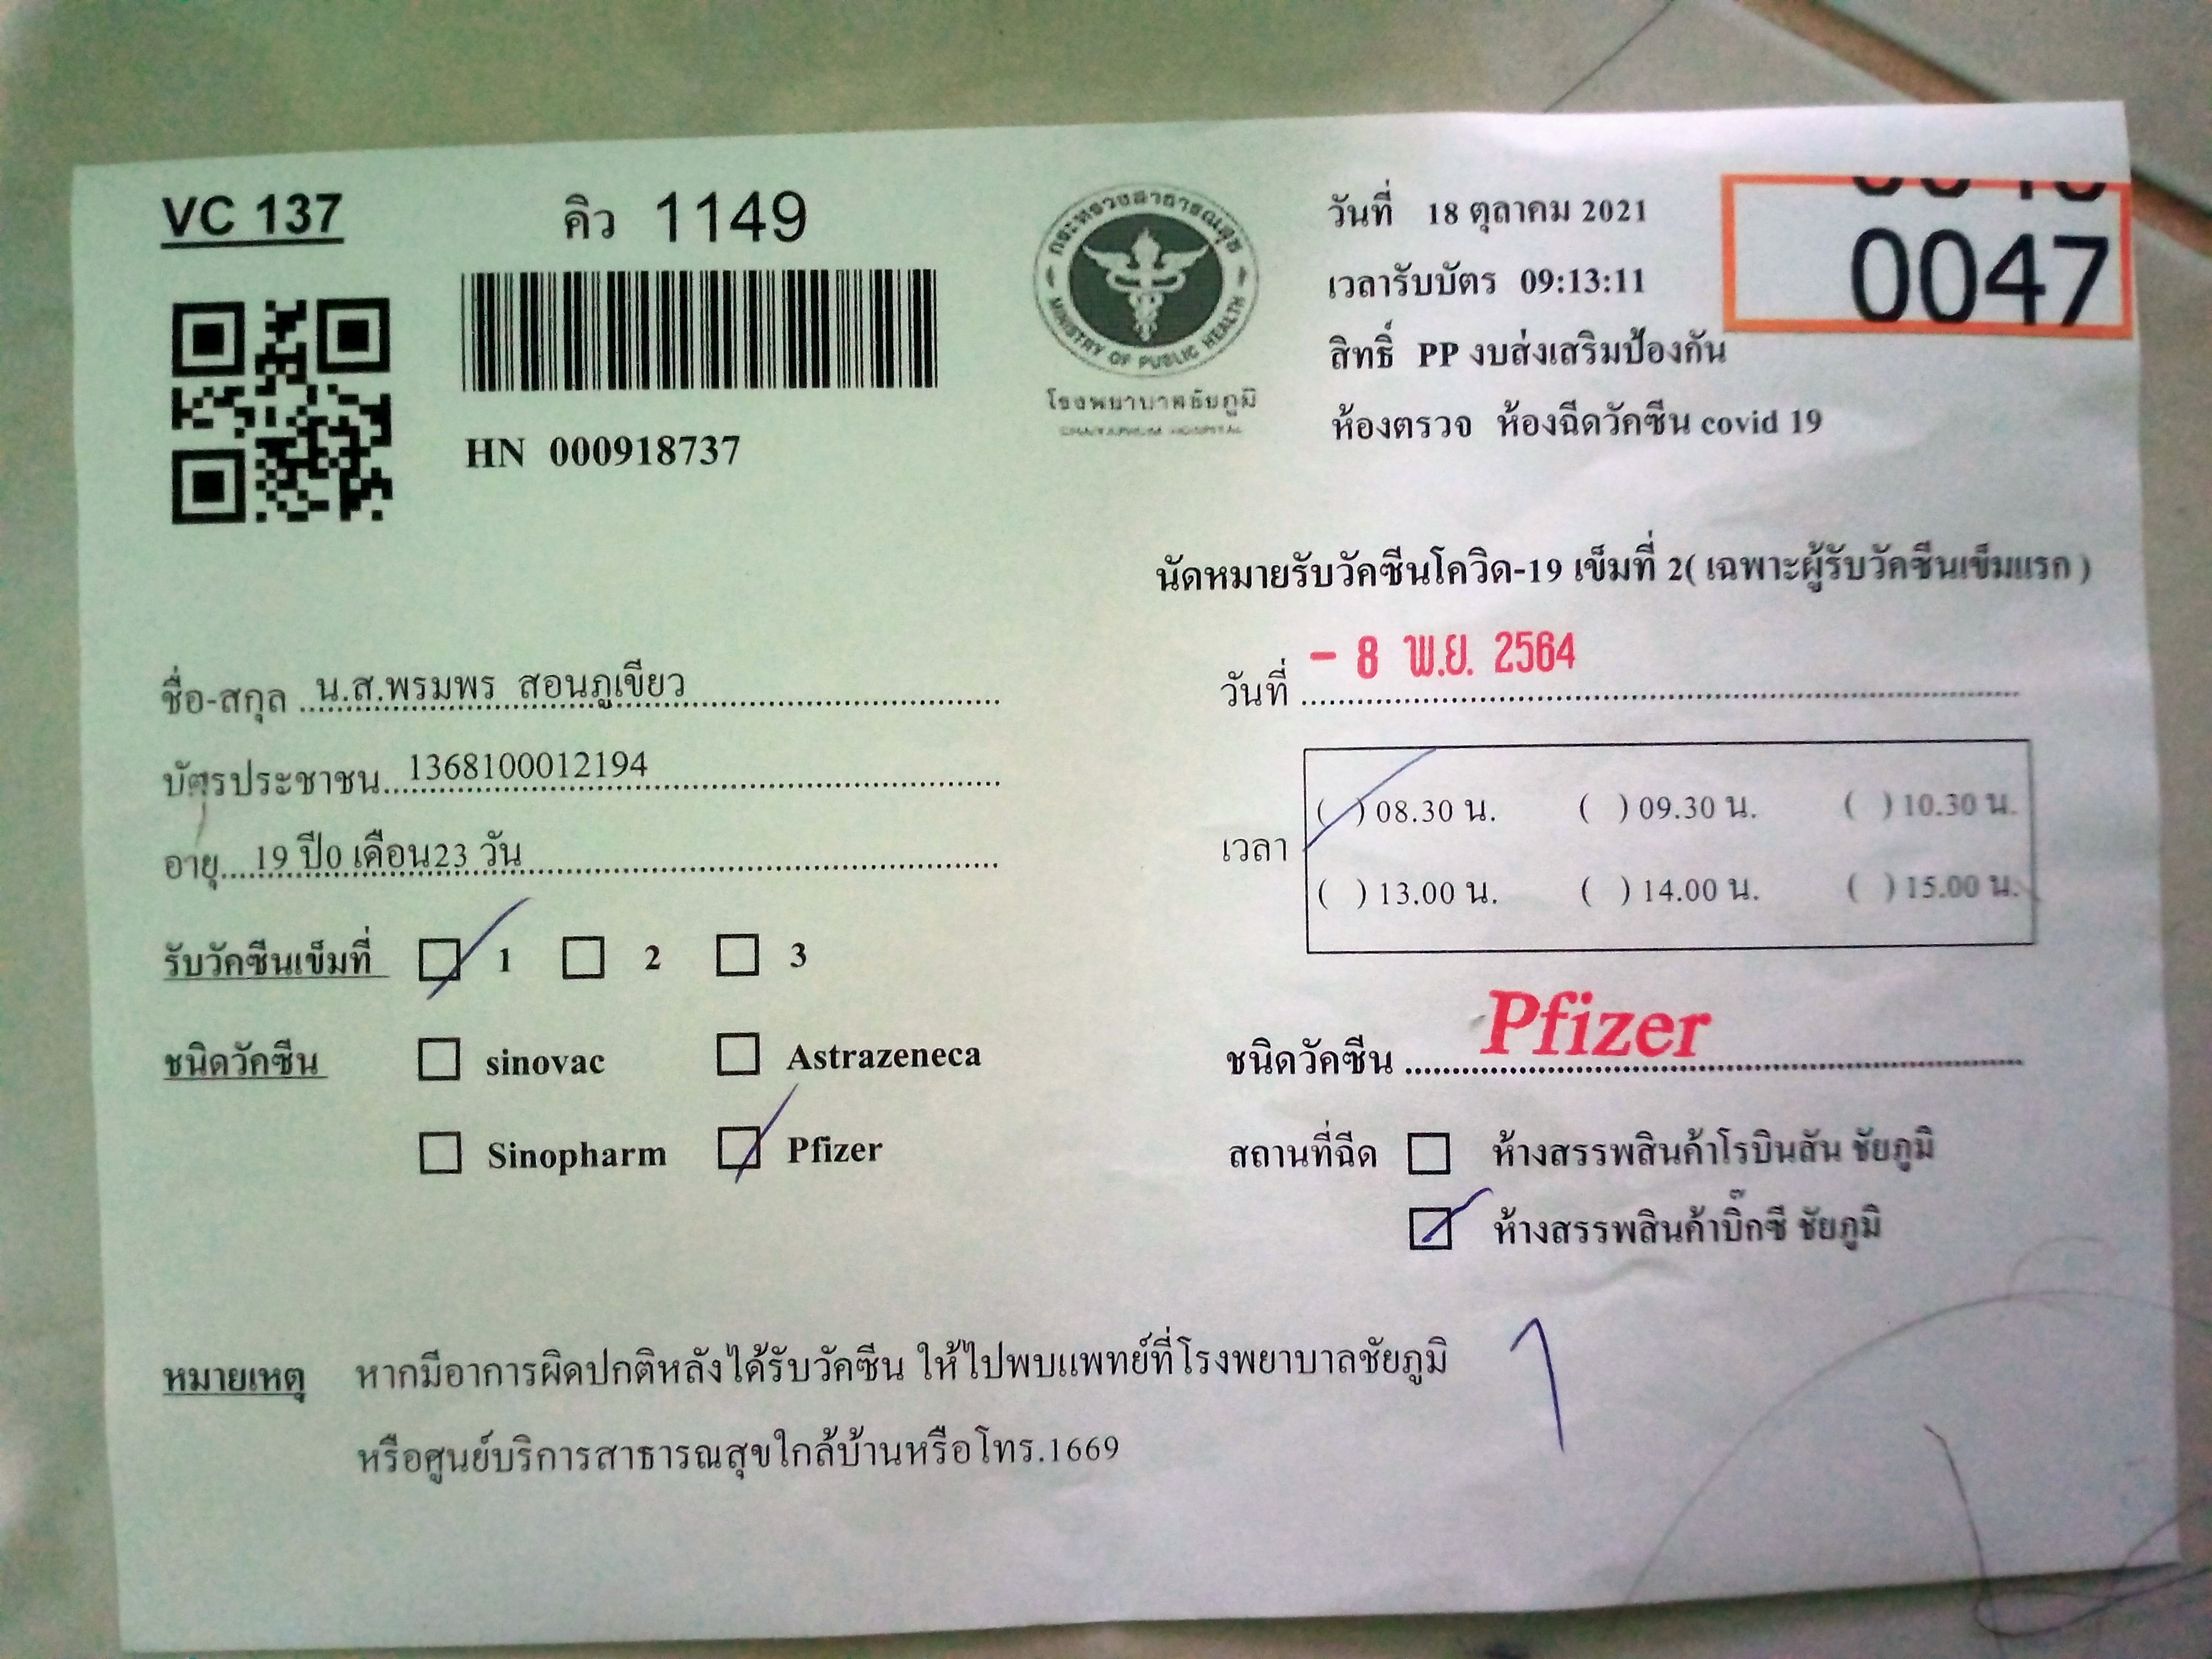 VC 137
คิว 1149
HN 000918737
กระทรวงสาธารณสุข
MINISTRY OF PUBLIC HEALTH
โรงพยาบาลชัยภูมิ
CHAIYAPHUM HOSPITAL
วันที่ 18 ตุลาคม 2021
เวลารับบัตร 09:13:11
สิทธิ์ PP งบส่งเสริมป้องกัน
ห้องตรวจ ห้องฉีดวัคซีน covid 19
0047
ชื่อ-สกุล น.ส.พรมพร สอนภูเขียว
บัตรประชาชน 1368100012194
อายุ 19 ปี0 เดือน23 วัน
รับวัคซีนเข็มที่ 1 2 3
ชนิดวัคซีน sinovac Astrazeneca
Sinopharm Pfizer
นัดหมายรับวัคซีนโควิด-19 เข็มที่ 2( เฉพาะผู้รับวัคซีนเข็มแรก )
วันที่ - 8 พ.ย. 2564
เวลา
( ) 08.30 น. ( ) 09.30 น. ( ) 10.30 น.
( ) 13.00 น. ( ) 14.00 น. ( ) 15.00 น.
ชนิดวัคซีน Pfizer
สถานที่ฉีด ห้างสรรพสินค้าโรบินสัน ชัยภูมิ
ห้างสรรพสินค้าบิ๊กซี ชัยภูมิ
หมายเหตุ หากมีอาการผิดปกติหลังได้รับวัคซีน ให้ไปพบแพทย์ที่โรงพยาบาลชัยภูมิ
หรือศูนย์บริการสาธารณสุขใกล้บ้านหรือโทร.1669